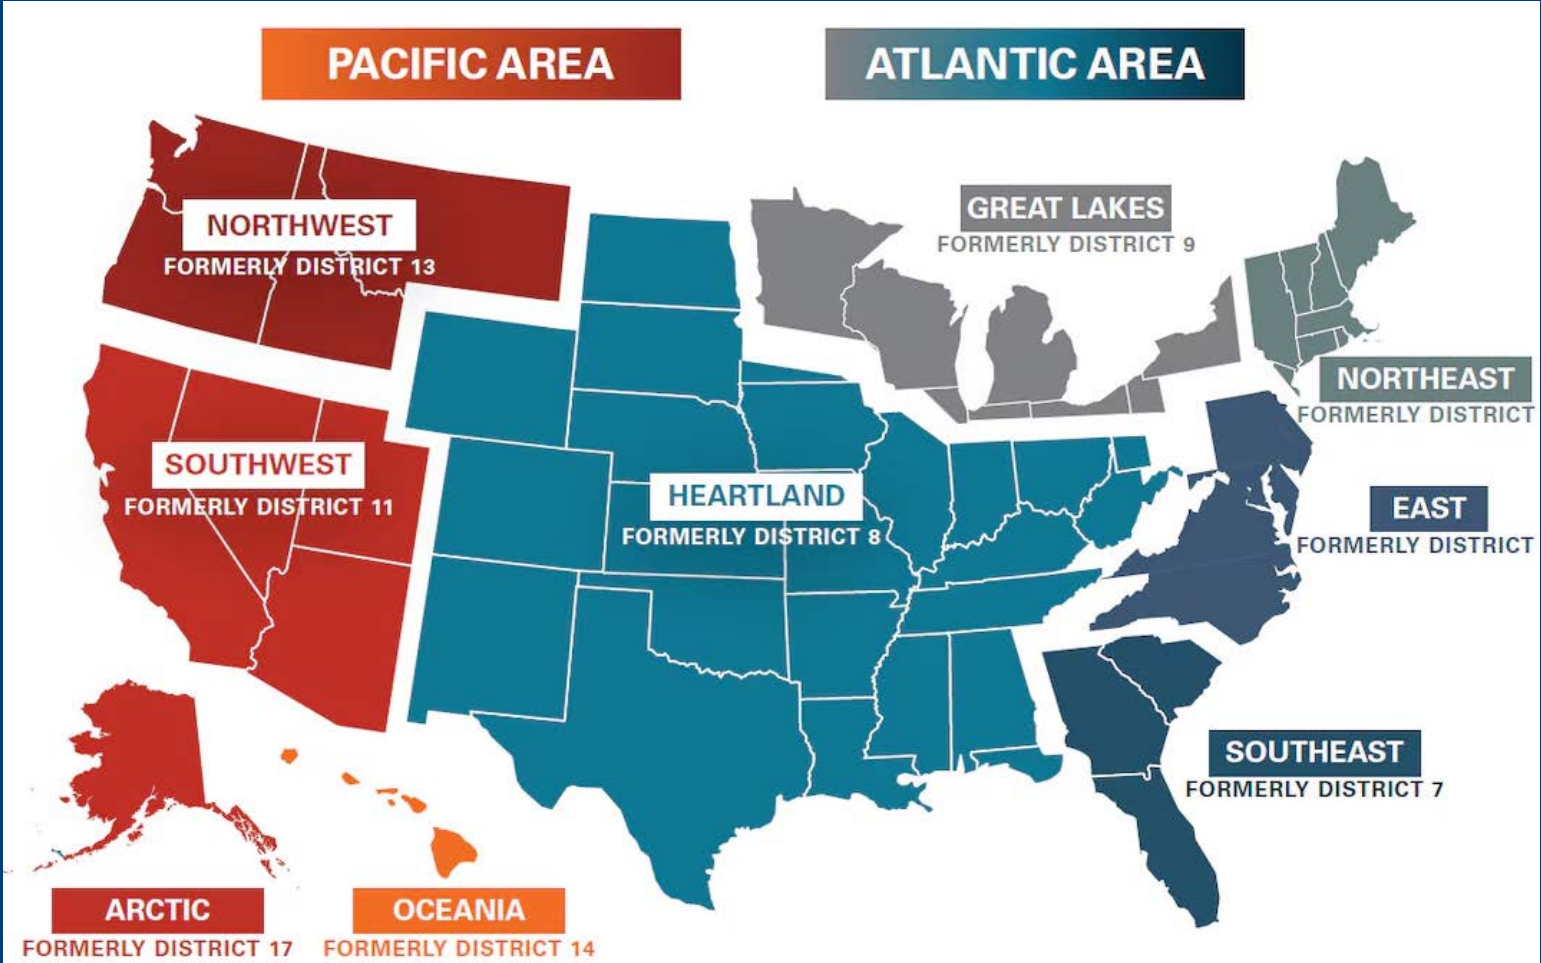 PACIFIC AREA
ATLANTIC AREA
NORTHWEST
FORMERLY DISTRICT 13
GREAT LAKES
FORMERLY DISTRICT 9
NORTHEAST
FORMERLY DISTRICT
SOUTHWEST
FORMERLY DISTRICT 11
HEARTLAND
FORMERLY DISTRICT 8
EAST
FORMERLY DISTRICT
SOUTHEAST
FORMERLY DISTRICT 7
ARCTIC
FORMERLY DISTRICT 17
OCEANIA
FORMERLY DISTRICT 14